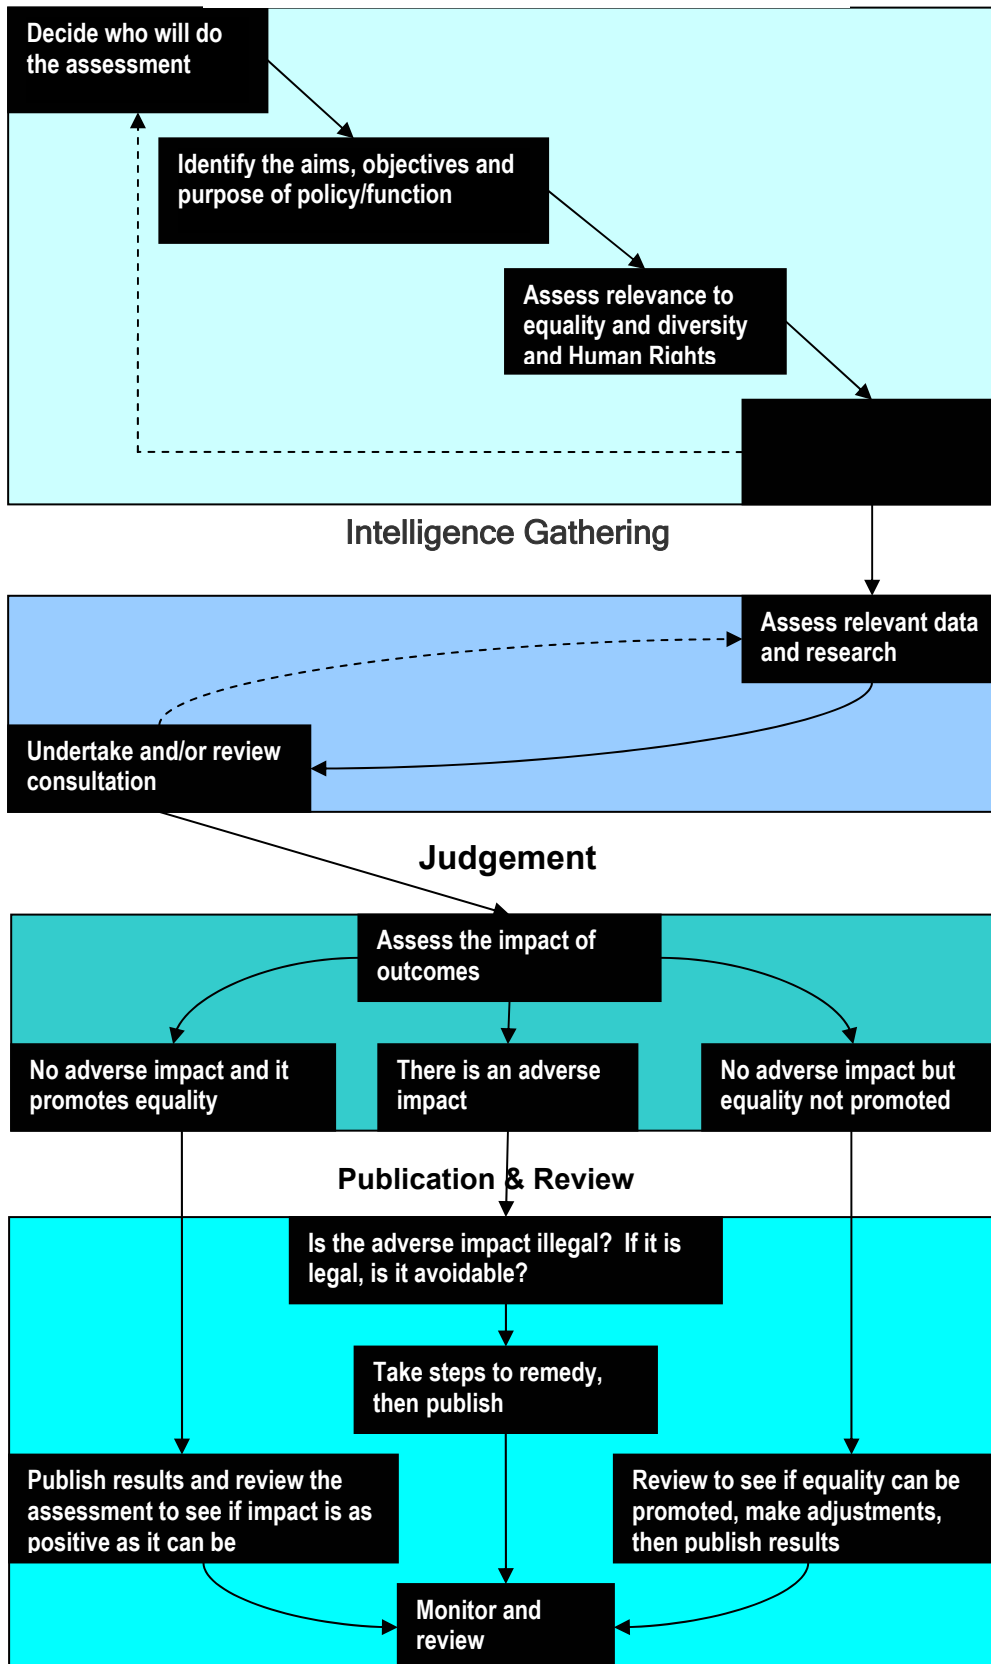 Decide who will do
the assessment
Identify the aims, objectives and
purpose of policy/function
Assess relevance to
equality and diversity
and Human Rights
Intelligence Gathering
Assess relevant data
and research
Undertake and/or review
consultation
Judgement
Assess the impact of
outcomes
No adverse impact and it
promotes equality
There is an adverse
impact
No adverse impact but
equality not promoted
Publication & Review
Is the adverse impact illegal?  If it is
legal, is it avoidable?
Take steps to remedy,
then publish
Publish results and review the
assessment to see if impact is as
positive as it can be
Review to see if equality can be
promoted, make adjustments,
then publish results
Monitor and
review